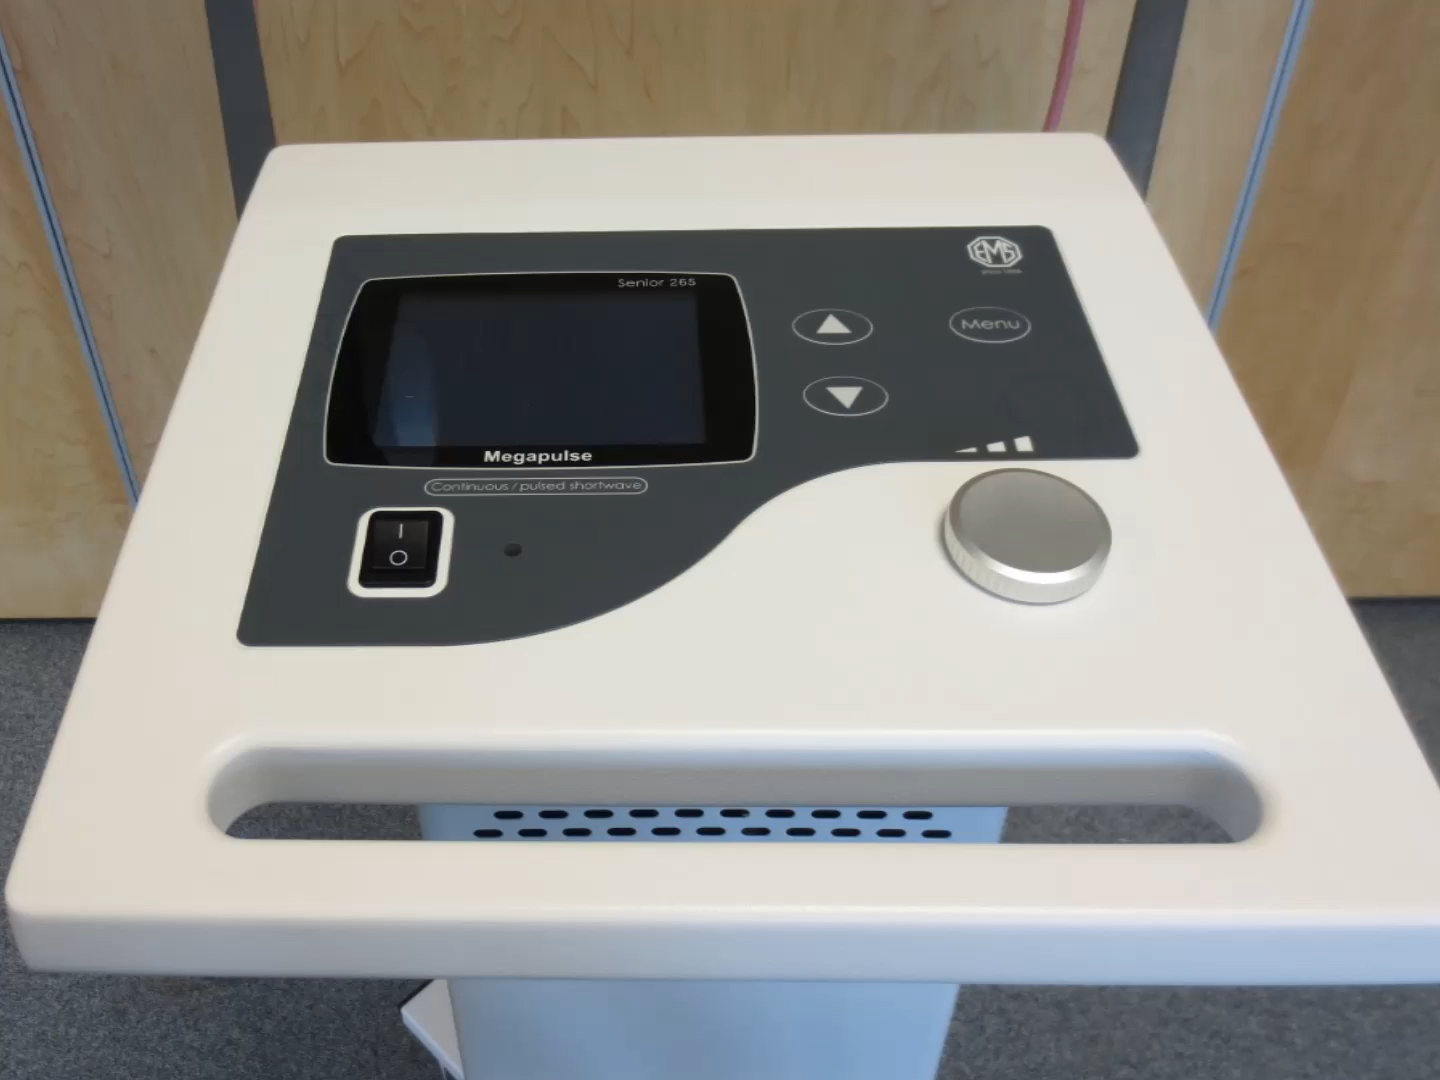 EMS
Senior 265
Menu
Megapulse
Continuous / pulsed shortwave